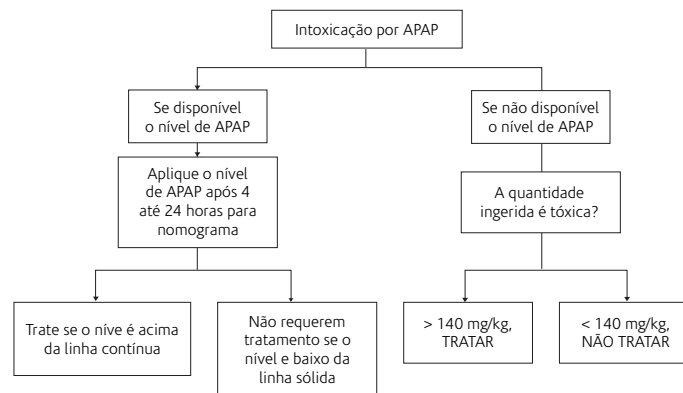 Intoxicação por APAP
Se disponível
o nível de APAP
Se não disponível
o nível de APAP
Aplique o nível
de APAP após 4
até 24 horas para
nomograma
A quantidade
ingerida é tóxica?
Trate se o níve é acima
da linha contínua
Não requerem
tratamento se o
nível e baixo da
linha sólida
> 140 mg/kg,
TRATAR
< 140 mg/kg,
NÃO TRATAR